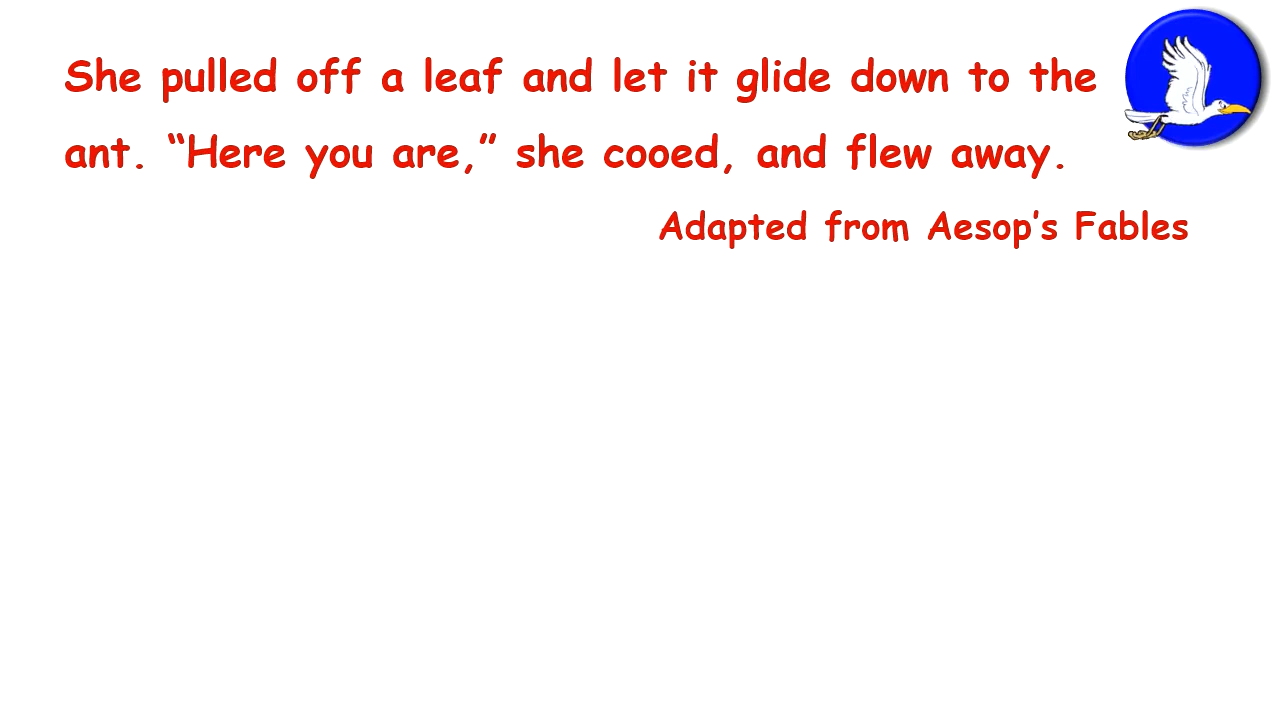 She pulled off a leaf and let it glide down to the
ant. “Here you are,” she cooed, and flew away.
Adapted from Aesop’s Fables